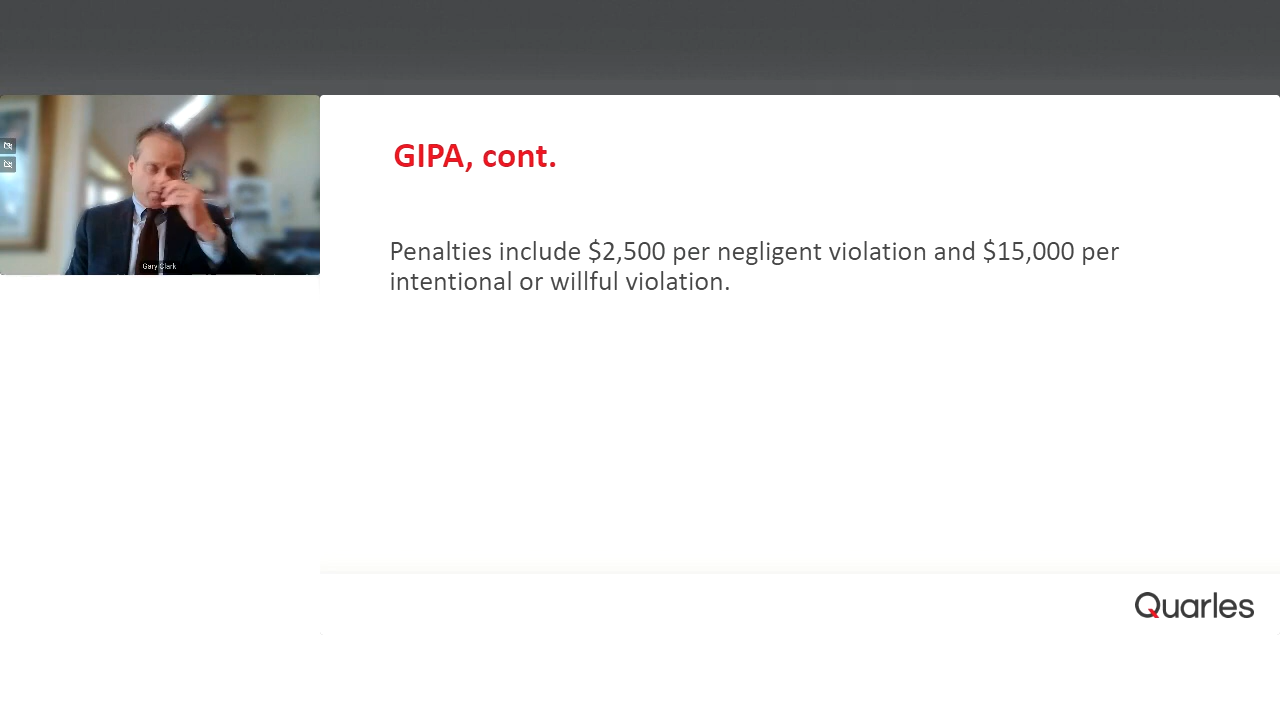 GIPA, cont.
Penalties include $2,500 per negligent violation and $15,000 per
intentional or willful violation.
Gary Clark
Quarles